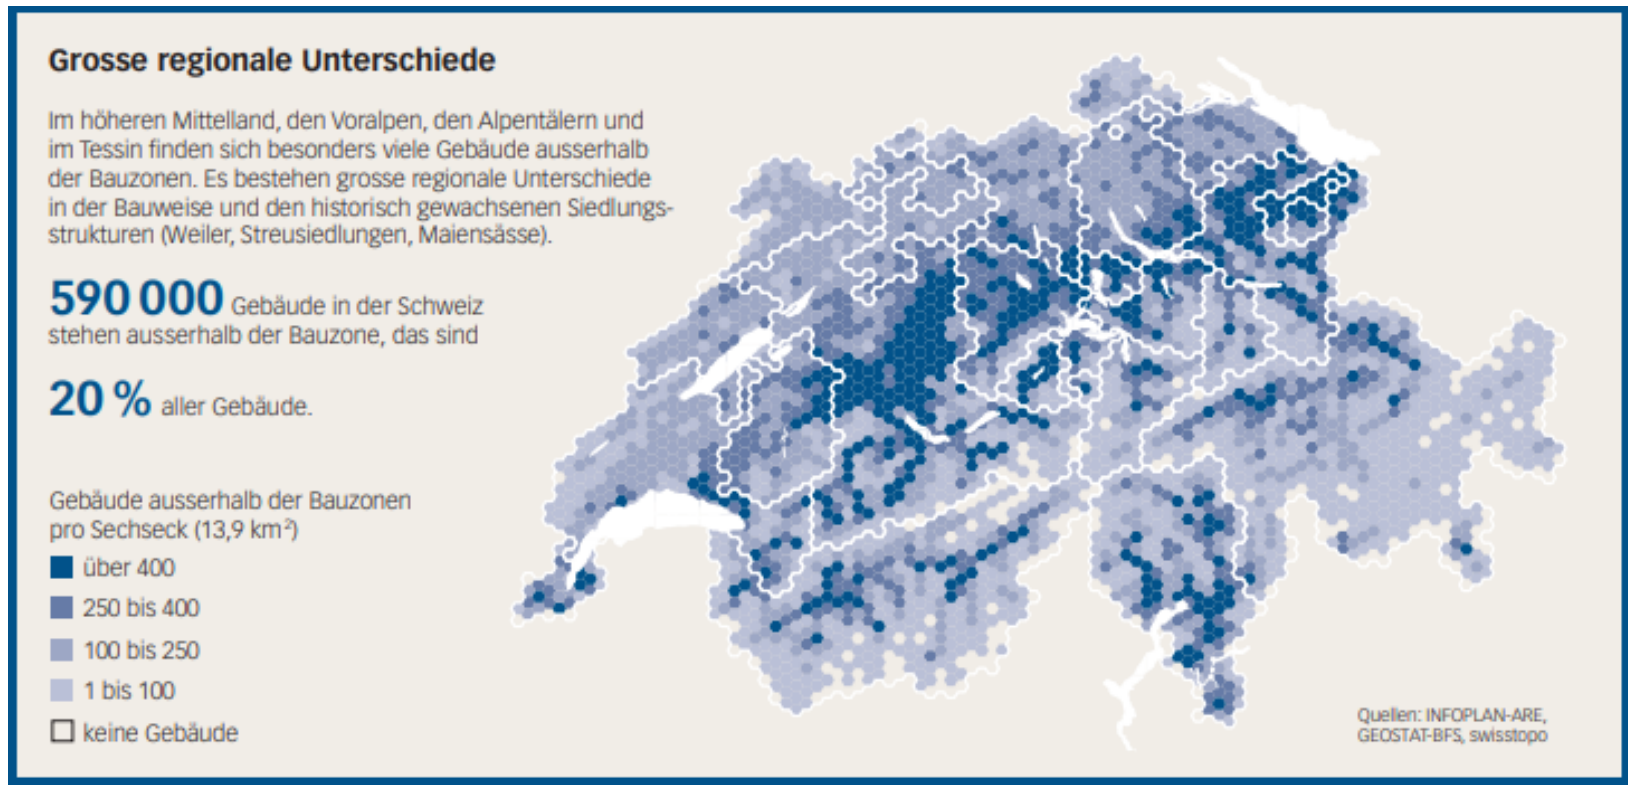 Grosse regionale Unterschiede
Im höheren Mittelland, den Voralpen, den Alpentälern und
im Tessin finden sich besonders viele Gebäude ausserhalb
der Bauzonen. Es bestehen grosse regionale Unterschiede
in der Bauweise und den historisch gewachsenen Siedlungs-
strukturen (Weiler, Streusiedlungen, Maiensässe).
590 000 Gebäude in der Schweiz
stehen ausserhalb der Bauzone, das sind
20 % aller Gebäude.
Gebäude ausserhalb der Bauzonen
pro Sechseck (13,9 km²)
über 400
250 bis 400
100 bis 250
1 bis 100
keine Gebäude
Quellen: INFOPLAN-ARE,
GEOSTAT-BFS, swisstopo